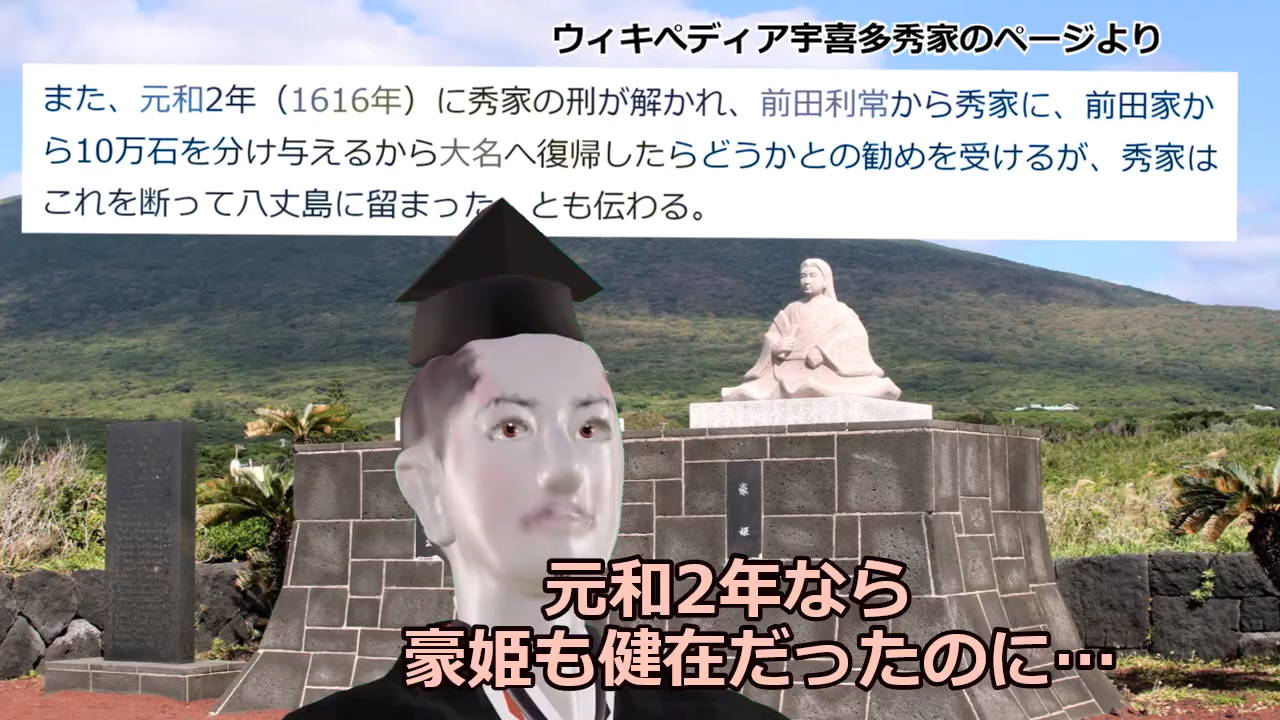 ウィキペディア宇喜多秀家のページより
また、元和2年（1616年）に秀家の刑が解かれ、前田利常から秀家に、前田家か
ら10万石を分け与えるから大名へ復帰したらどうかとの勧めを受けるが、秀家は
これを断って八丈島に留まった、とも伝わる。
豪姫
元和2年なら
豪姫も健在だったのに…